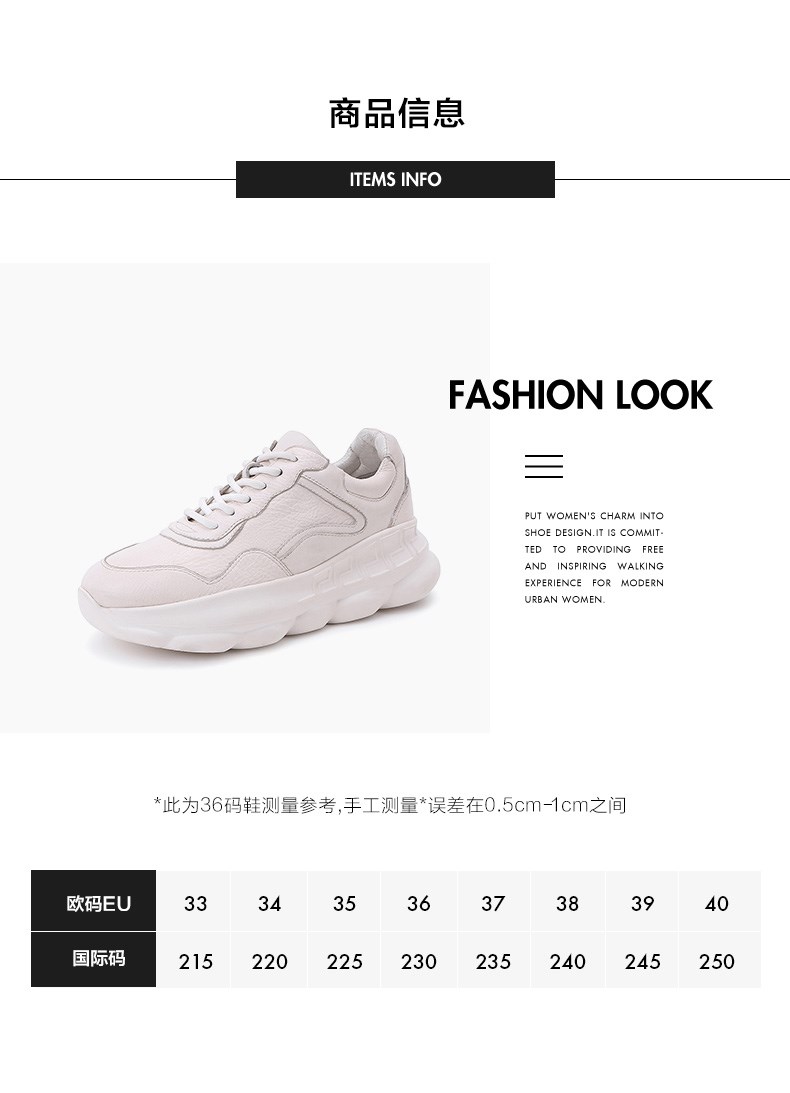 商品信息
ITEMS INFO
FASHION LOOK
PUT WOMEN'S CHARM INTO
SHOE DESIGN.IT IS COMMIT-
TED TO PROVIDING FREE
AND INSPIRING WALKING
EXPERIENCE FOR MODERN
URBAN WOMEN.
*此为36码鞋测量参考,手工测量*误差在0.5cm-1cm之间
欧码EU 33 34 35 36 37 38 39 40
国际码 215 220 225 230 235 240 245 250